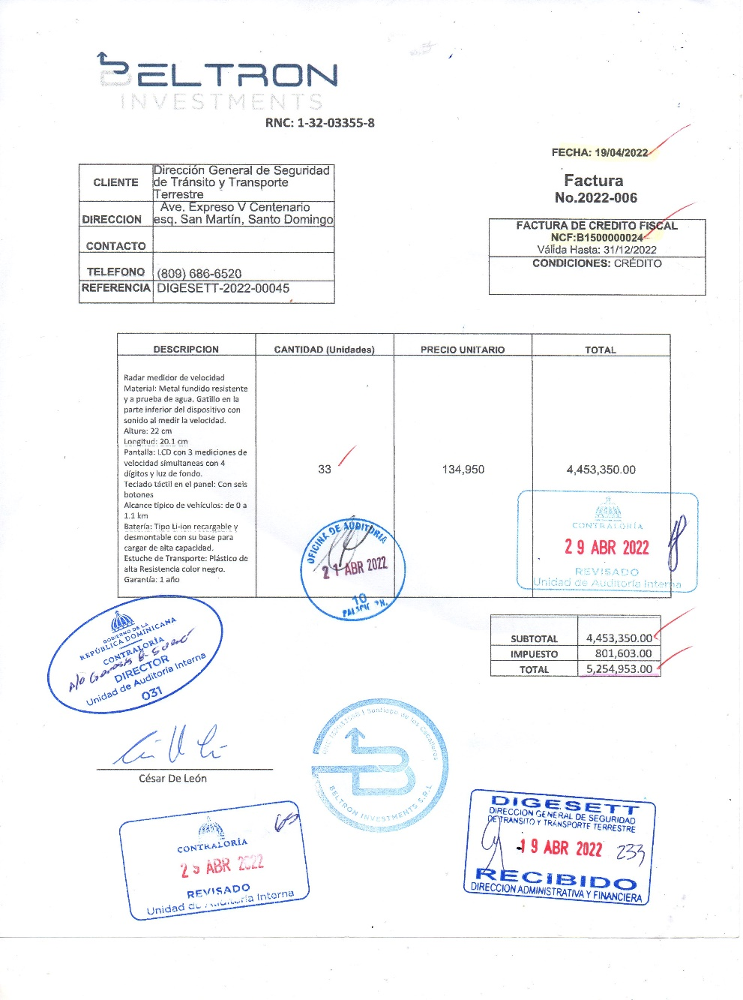 BELTRON
INVESTMENTS
RNC: 1-32-03355-8
FECHA: 19/04/2022
Factura
No.2022-006
CLIENTE Dirección General de Seguridad
de Tránsito y Transporte
Terrestre
DIRECCION Ave. Expreso V Centenario
esq. San Martín, Santo Domingo
CONTACTO
TELEFONO (809) 686-6520
REFERENCIA DIGESETT-2022-00045
FACTURA DE CREDITO FISCAL
NCF:B1500000024
Válida Hasta: 31/12/2022
CONDICIONES: CRÉDITO
DESCRIPCION CANTIDAD (Unidades) PRECIO UNITARIO TOTAL
Radar medidor de velocidad
Material: Metal fundido resistente
y a prueba de agua. Gatillo en la
parte inferior del dispositivo con
sonido al medir la velocidad.
Altura: 22 cm
Longitud: 20.1 cm
Pantalla: LCD con 3 mediciones de
velocidad simultaneas con 4
dígitos y luz de fondo.
Teclado táctil en el panel: Con seis
botones
Alcance típico de vehículos: de 0 a
1.1 km
Batería: Tipo Li-ion recargable y
desmontable con su base para
cargar de alta capacidad.
Estuche de Transporte: Plástico de
alta Resistencia color negro.
Garantía: 1 año
33 134,950 4,453,350.00
OFICINA DE AUDITORIA
21 ABR 2022
10
CONTRALORÍA
29 ABR 2022
REVISADO
Unidad de Auditoría Interna
SUBTOTAL 4,453,350.00
IMPUESTO 801,603.00
TOTAL 5,254,953.00
GOBIERNO DE LA
REPÚBLICA DOMINICANA
CONTRALORÍA
DIRECTOR
Unidad de Auditoría Interna
031
César De León
Santiago de los Caballeros
BELTRON INVESTMENTS S.R.L
CONTRALORÍA
ABR 2022
REVISADO
Unidad de Auditoría Interna
DIGESETT
DIRECCION GENERAL DE SEGURIDAD
DE TRANSITO Y TRANSPORTE TERRESTRE
19 ABR 2022
233
RECIBIDO
DIRECCION ADMINISTRATIVA Y FINANCIERA